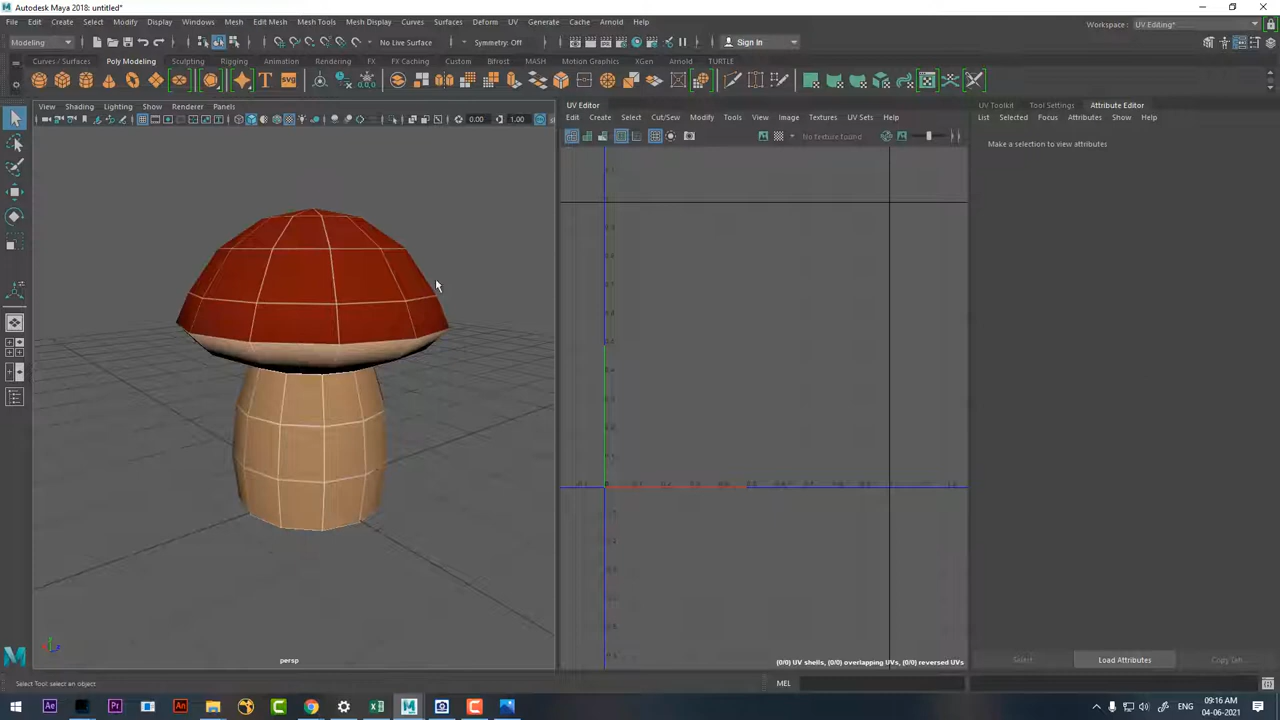 Autodesk Maya 2018: untitled*
File Edit Create Select Modify Display Windows Mesh Edit Mesh Mesh Tools Mesh Display Curves Surfaces Deform UV Generate Cache Arnold Help
Workspace : UV Editing*
Modeling
No Live Surface
Symmetry: Off
Sign In
Curves / Surfaces Poly Modeling Sculpting Rigging Animation Rendering FX FX Caching Custom Bifrost MASH Motion Graphics XGen Arnold TURTLE
View Shading Lighting Show Renderer Panels
UV Editor
UV Toolkit Tool Settings Attribute Editor
Edit Create Select Cut/Sew Modify Tools View Image Textures UV Sets Help
List Selected Focus Attributes Show Help
0.00 1.00
No texture found
Make a selection to view attributes
persp
(0/0) UV shells, (0/0) overlapping UVs, (0/0) reversed UVs
Select
Load Attributes
Select Tool: select an object
MEL
ENG
09:16 AM
04-06-2021